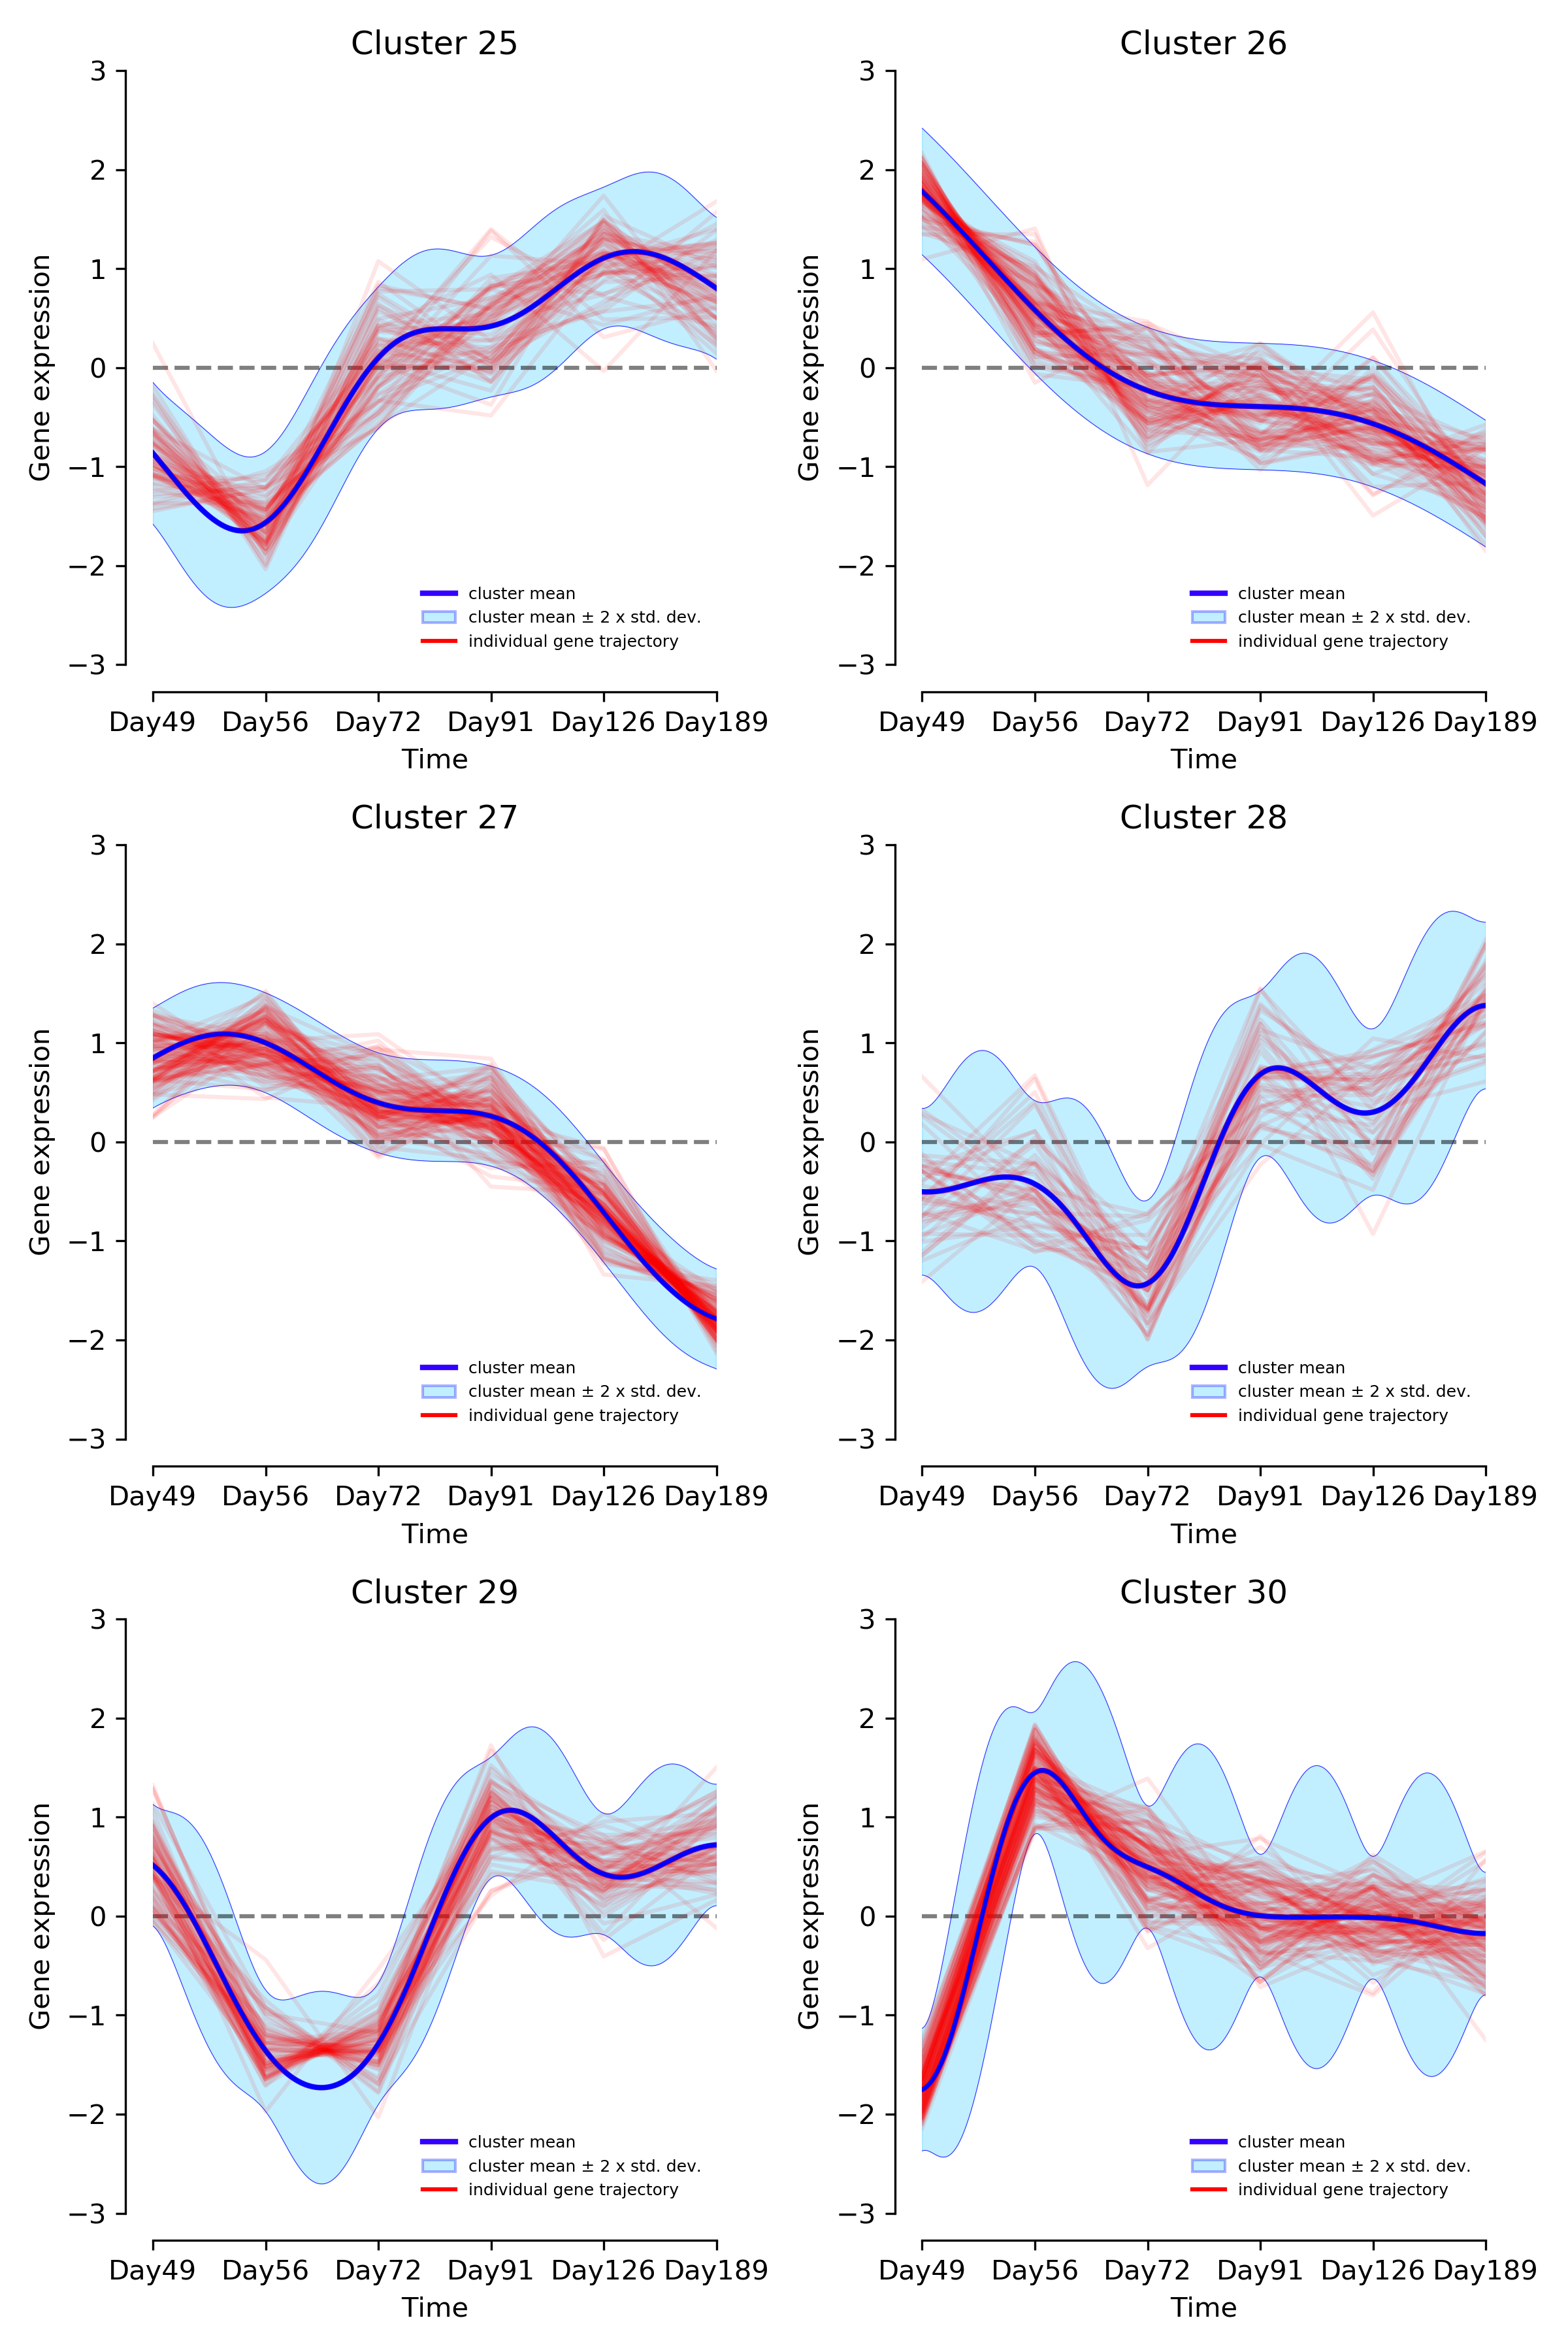 Cluster 25
3
2
1
0
−1
−2
−3
Gene expression
cluster mean
cluster mean ± 2 x std. dev.
individual gene trajectory
Day49 Day56 Day72 Day91 Day126 Day189
Time
Cluster 26
3
2
1
0
−1
−2
−3
Gene expression
cluster mean
cluster mean ± 2 x std. dev.
individual gene trajectory
Day49 Day56 Day72 Day91 Day126 Day189
Time
Cluster 27
3
2
1
0
−1
−2
−3
Gene expression
cluster mean
cluster mean ± 2 x std. dev.
individual gene trajectory
Day49 Day56 Day72 Day91 Day126 Day189
Time
Cluster 28
3
2
1
0
−1
−2
−3
Gene expression
cluster mean
cluster mean ± 2 x std. dev.
individual gene trajectory
Day49 Day56 Day72 Day91 Day126 Day189
Time
Cluster 29
3
2
1
0
−1
−2
−3
Gene expression
cluster mean
cluster mean ± 2 x std. dev.
individual gene trajectory
Day49 Day56 Day72 Day91 Day126 Day189
Time
Cluster 30
3
2
1
0
−1
−2
−3
Gene expression
cluster mean
cluster mean ± 2 x std. dev.
individual gene trajectory
Day49 Day56 Day72 Day91 Day126 Day189
Time